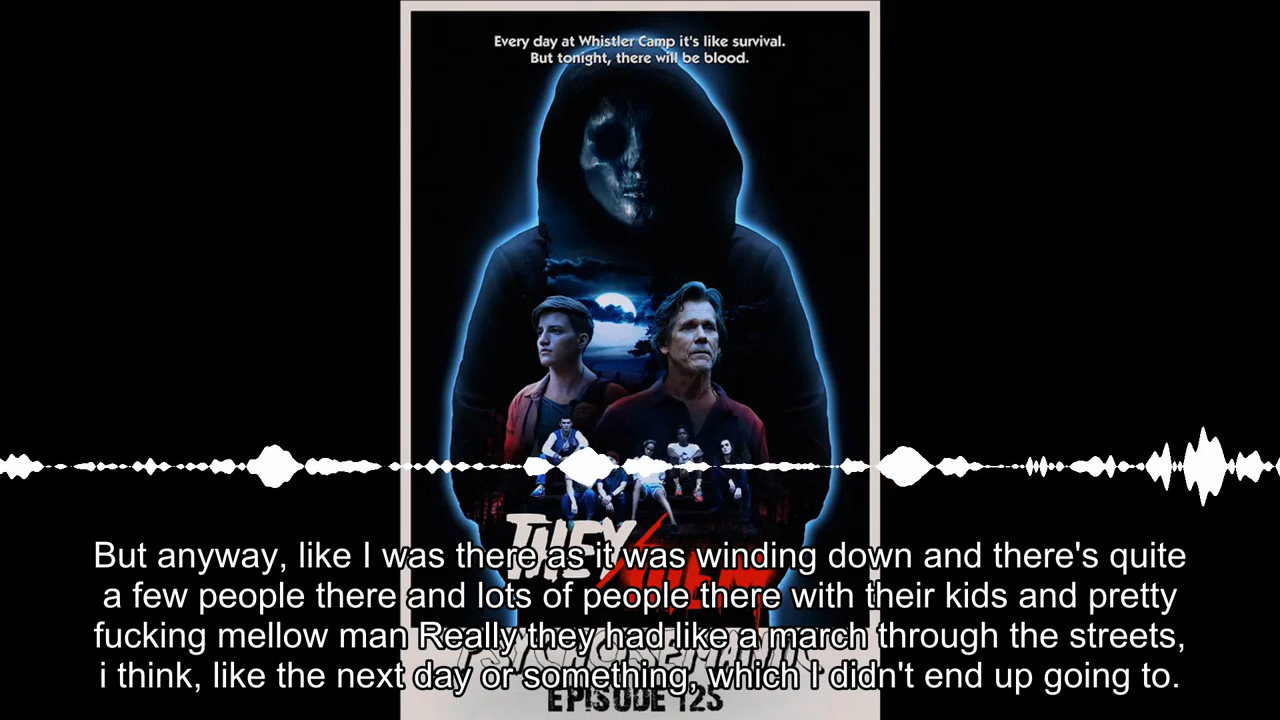 Every day at Whistler Camp it's like survival.
But tonight, there will be blood.
THEY/THEM
But anyway, like I was there as it was winding down and there's quite
a few people there and lots of people there with their kids and pretty
fucking mellow man Really they had like a march through the streets,
i think, like the next day or something, which I didn't end up going to.
EPISODE 125